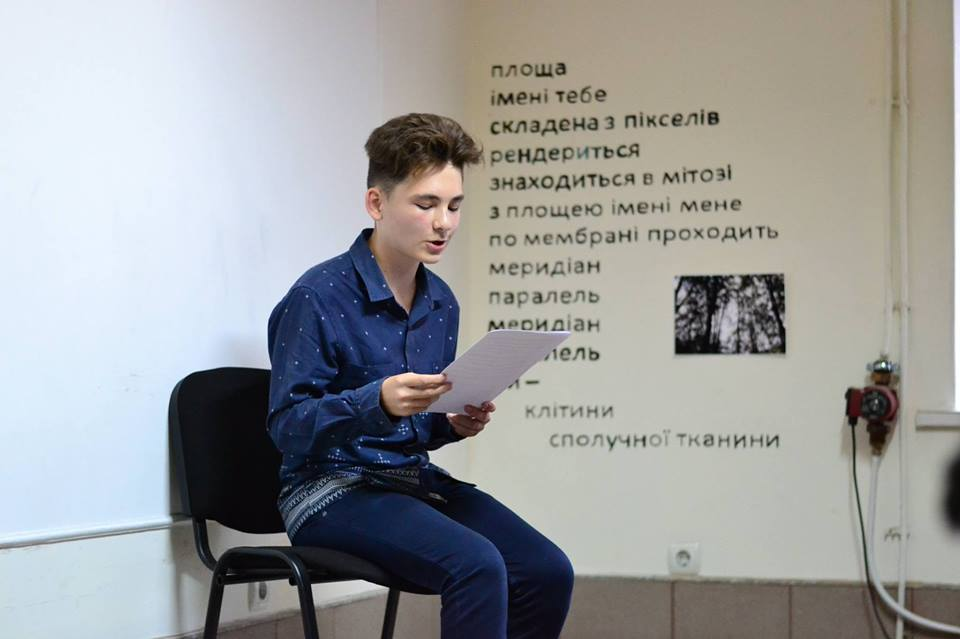 площа
імені тебе
складена з пікселів
рендериться
знаходиться в мітозі
з площею імені мене
по мембрані проходить
меридіан
паралель
меридіан
клітини
сполучної тканини